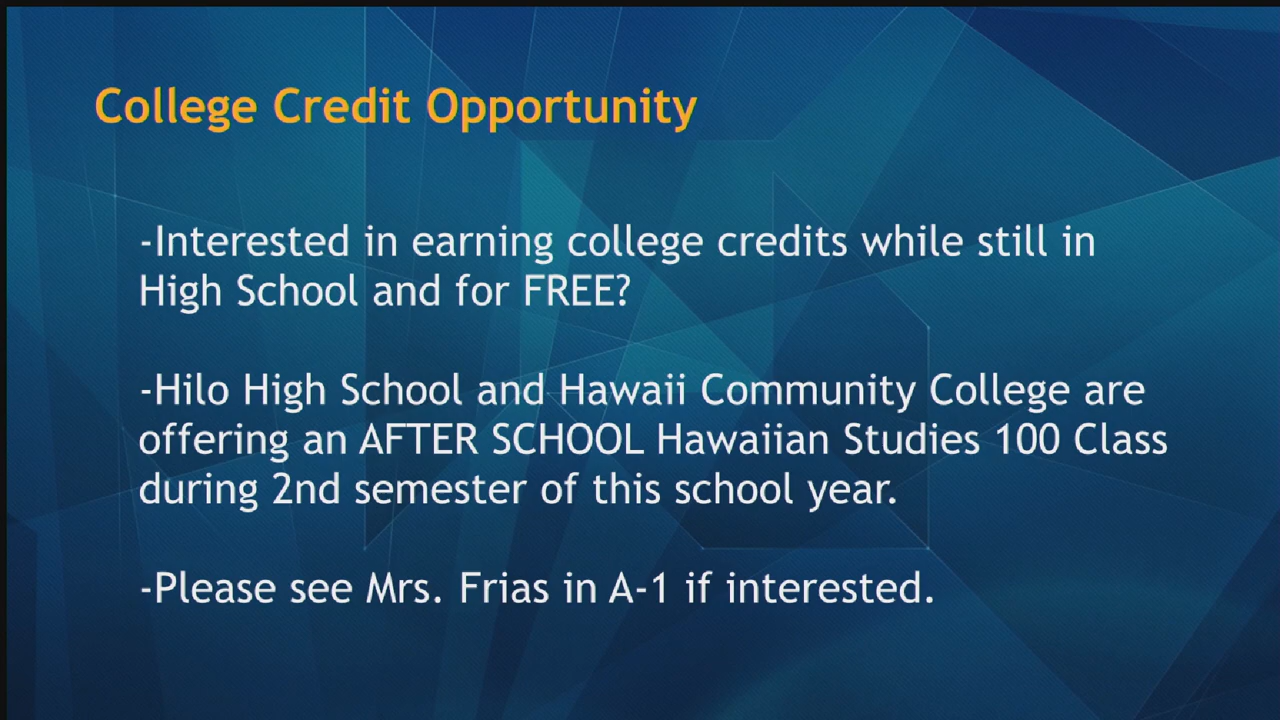 College Credit Opportunity
-Interested in earning college credits while still in
High School and for FREE?
-Hilo High School and Hawaii Community College are
offering an AFTER SCHOOL Hawaiian Studies 100 Class
during 2nd semester of this school year.
-Please see Mrs. Frias in A-1 if interested.